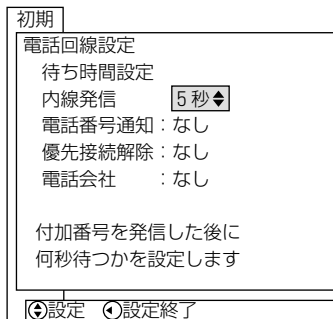 初期
電話回線設定
待ち時間設定
内線発信 5秒
電話番号通知：なし
優先接続解除：なし
電話会社 ：なし
付加番号を発信した後に
何秒待つかを設定します
設定 設定終了